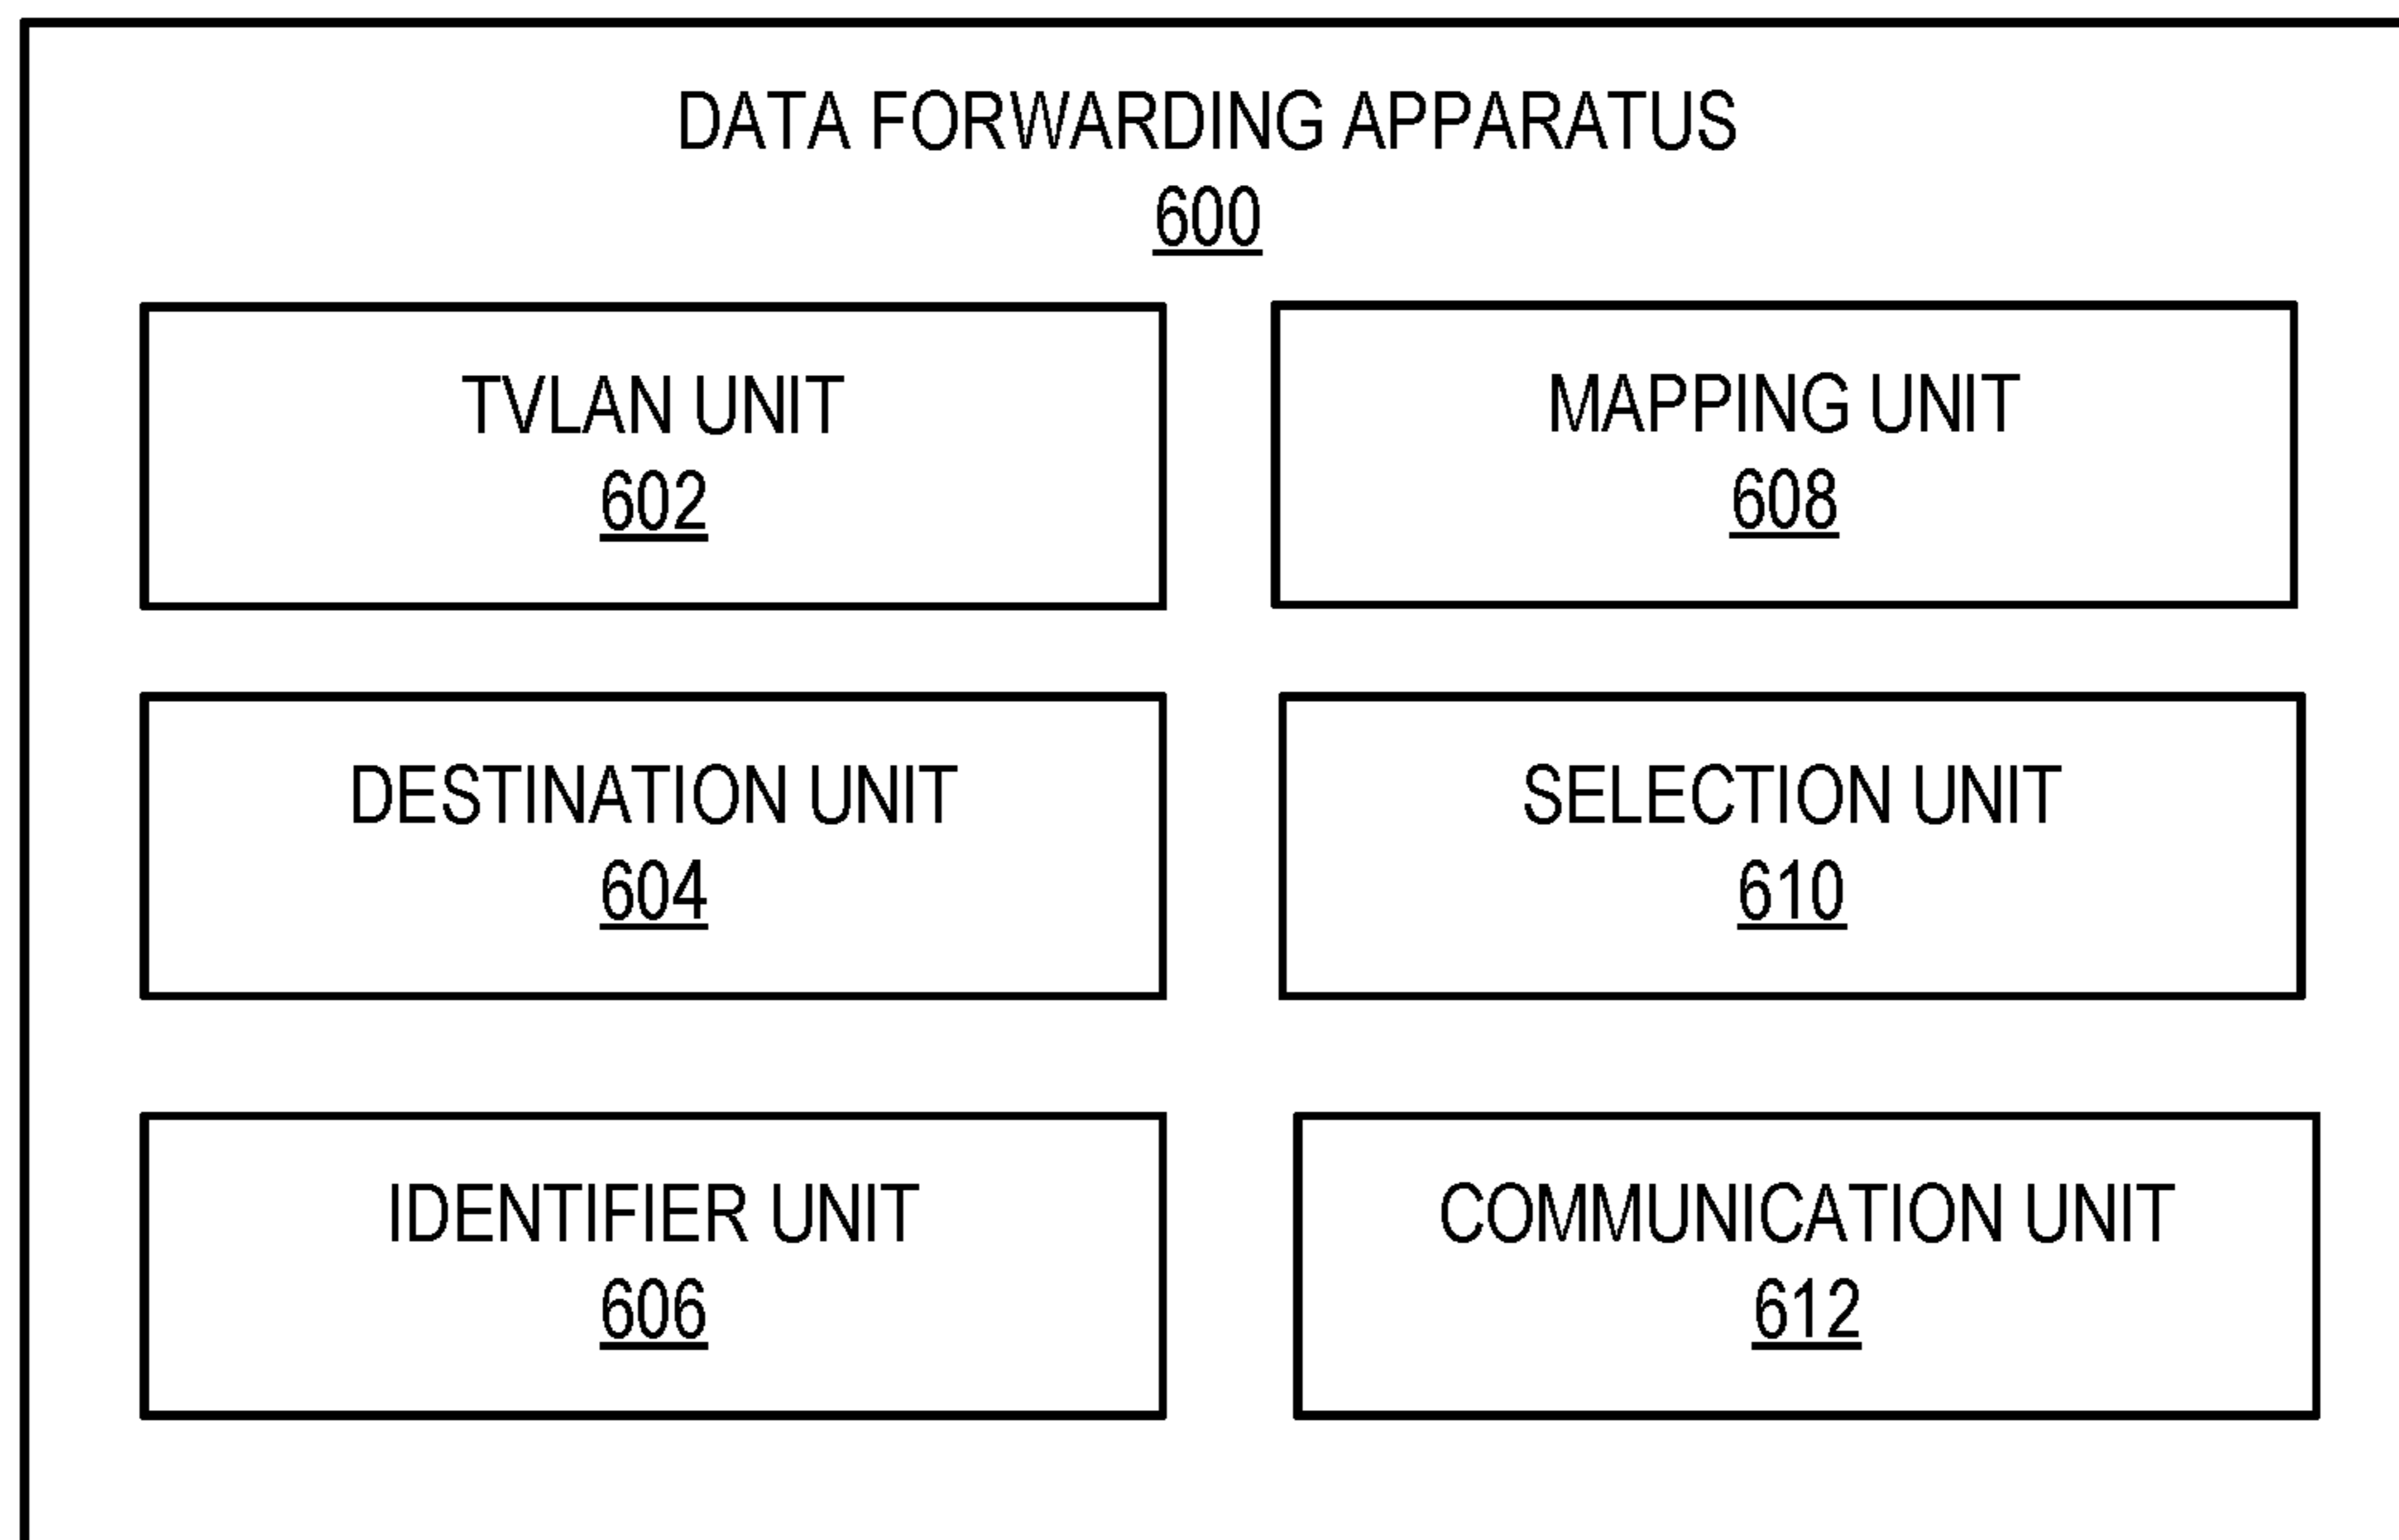 DATA FORWARDING APPARATUS
600
TVLAN UNIT
602
MAPPING UNIT
608
DESTINATION UNIT
604
SELECTION UNIT
610
IDENTIFIER UNIT
606
COMMUNICATION UNIT
612